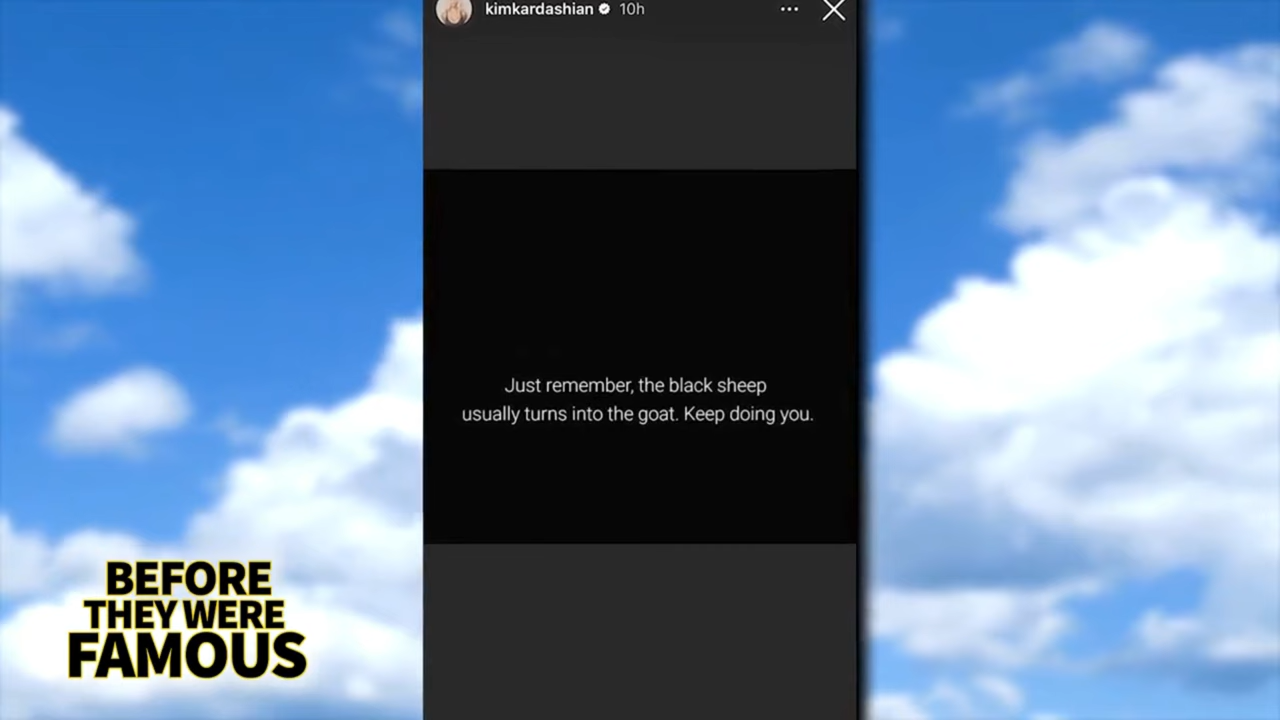 kimkardashian 10h
Just remember, the black sheep
usually turns into the goat. Keep doing you.
BEFORE
THEY WERE
FAMOUS